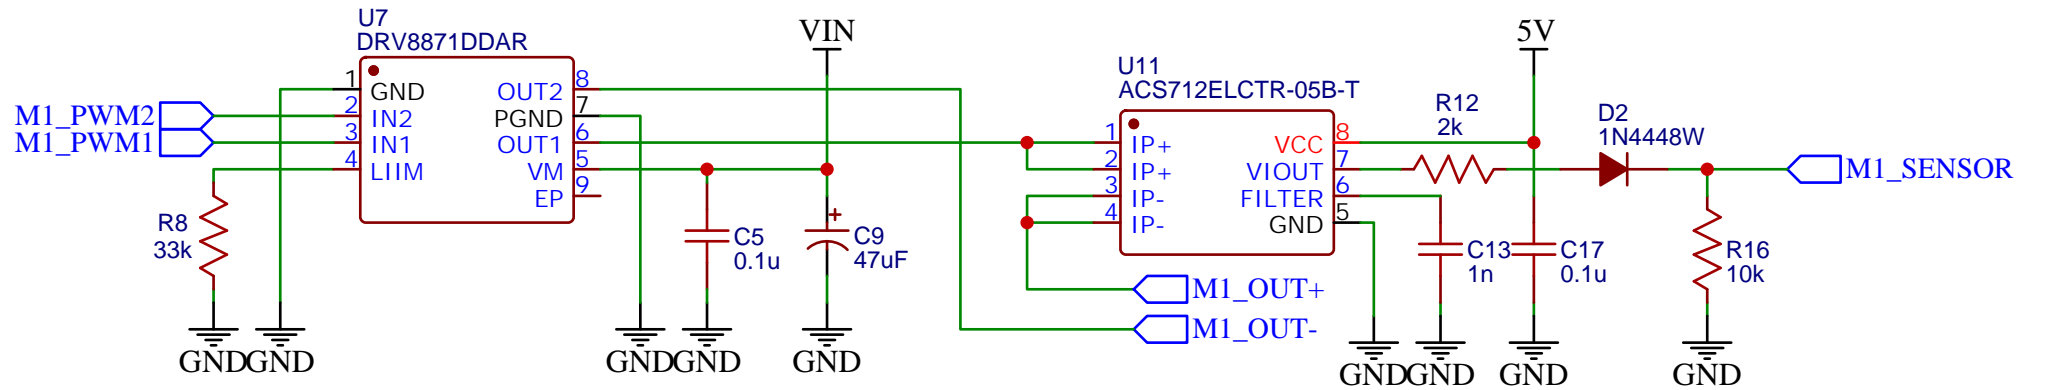 U7
DRV8871DDAR
1
GND
2
IN2
3
IN1
4
LIIM
8
OUT2
7
PGND
6
OUT1
5
VM
9
EP
M1_PWM2
M1_PWM1
R8
33k
GND
GND
GND
GND
VIN
C5
0.1u
+
C9
47uF
GND
U11
ACS712ELCTR-05B-T
1
IP+
2
IP+
3
IP-
4
IP-
8
VCC
7
VIOUT
6
FILTER
5
GND
M1_OUT+
M1_OUT-
R12
2k
5V
D2
1N4448W
M1_SENSOR
C13
1n
C17
0.1u
R16
10k
GND
GND
GND
GND